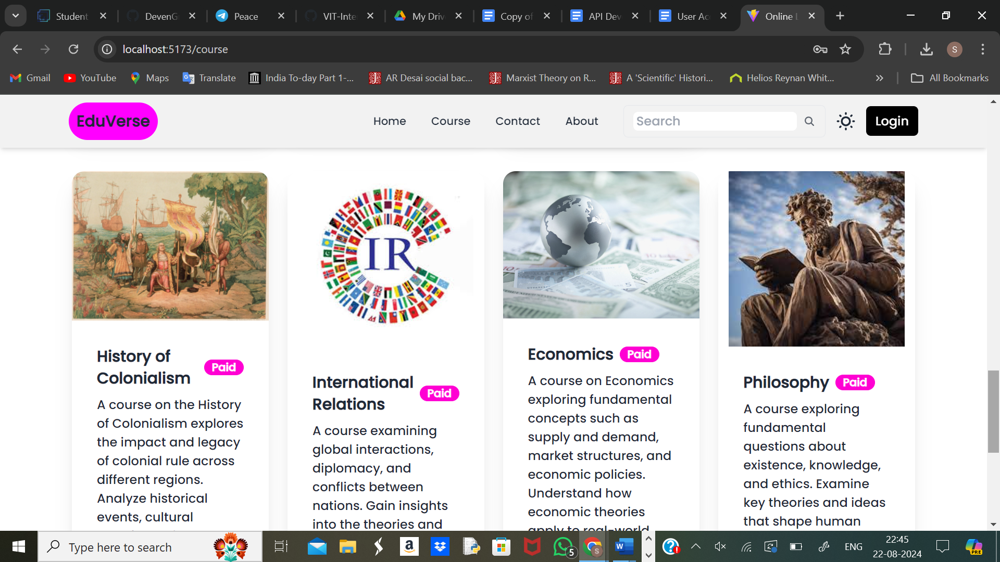 Student
DevenG
Peace
VIT-Inte
My Driv
Copy of
API Dev
User Acc
Online L
localhost:5173/course
S
Gmail
YouTube
Maps
Translate
India To-day Part 1-...
AR Desai social bac...
Marxist Theory on R...
A 'Scientific' Histori...
Helios Reynan Whit...
All Bookmarks
EduVerse
Home
Course
Contact
About
Search
Login
IR
History of
Colonialism
Paid
A course on the History
of Colonialism explores
the impact and legacy
of colonial rule across
different regions.
Analyze historical
events, cultural
International
Relations
Paid
A course examining
global interactions,
diplomacy, and
conflicts between
nations. Gain insights
into the theories and
Economics
Paid
A course on Economics
exploring fundamental
concepts such as
supply and demand,
market structures, and
economic policies.
Understand how
economic theories
apply to real-world
Philosophy
Paid
A course exploring
fundamental
questions about
existence, knowledge,
and ethics. Examine
key theories and ideas
that shape human
Type here to search
5
S
ENG
22:45
22-08-2024
PRE